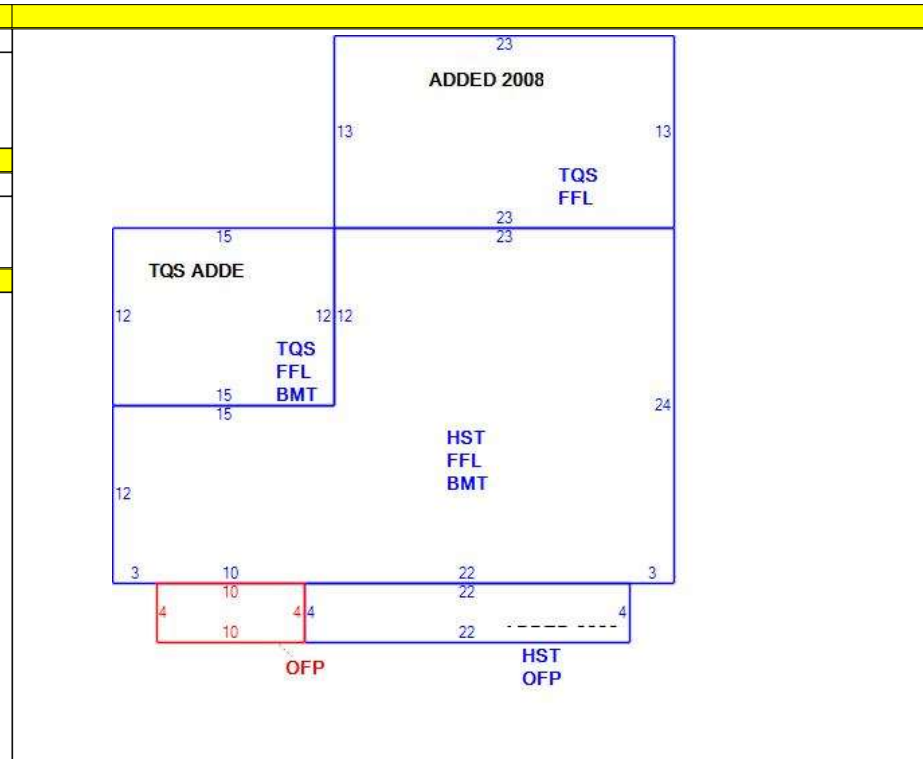 23
ADDED 2008
13 13
TQS
FFL
23
15 23
TQS ADDE
12 12 12
TQS
FFL
15 BMT
15 24
HST
FFL
BMT
12
3 10 22 3
10 22
4 4 4 4
10 22
OFP HST
OFP